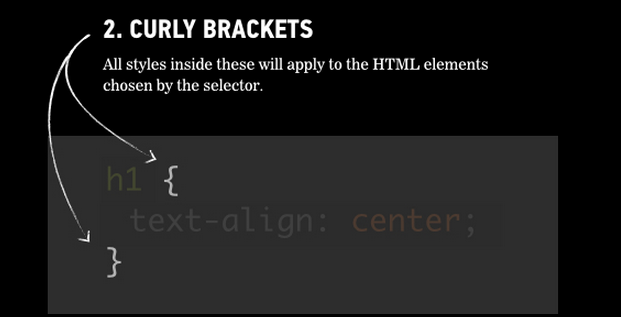 2. CURLY BRACKETS
All styles inside these will apply to the HTML elements
chosen by the selector.
h1 {
text-align: center;
}